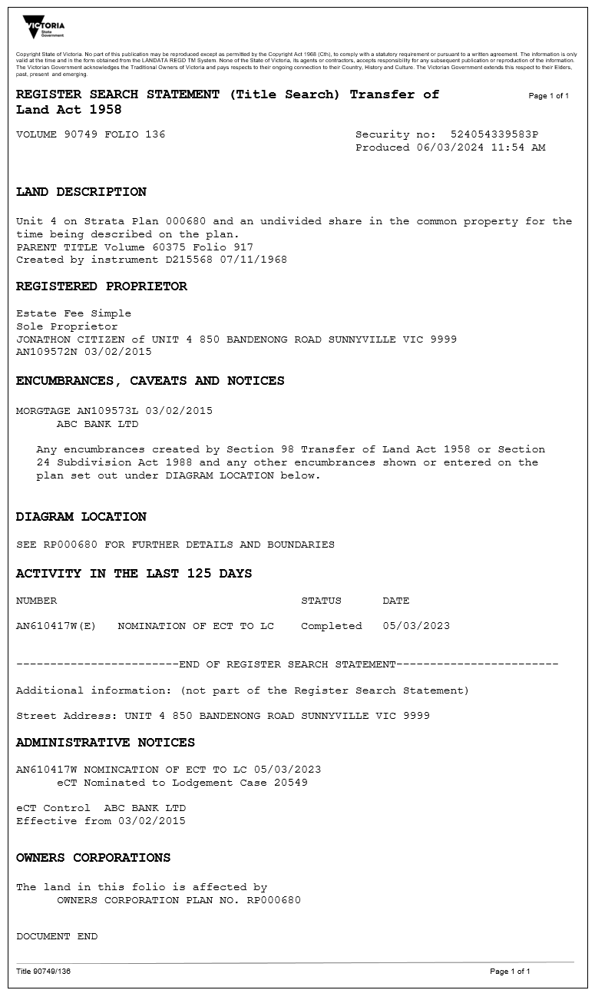 VICTORIA
State
Government
Copyright State of Victoria. No part of this publication may be reproduced except as permitted by the Copyright Act 1968 (Cth), to comply with a statutory requirement or pursuant to a written agreement. The information is only
valid at the time and in the form obtained from the LANDATA REGD TM System. None of the State of Victoria, its agents or contractors, accepts responsibility for any subsequent publication or reproduction of the information.
The Victorian Government acknowledges the Traditional Owners of Victoria and pays respects to their ongoing connection to their Country, History and Culture. The Victorian Government extends this respect to their Elders,
past, present and emerging.
REGISTER SEARCH STATEMENT (Title Search) Transfer of
Land Act 1958
Page 1 of 1
VOLUME 90749 FOLIO 136
Security no: 524054339583P
Produced 06/03/2024 11:54 AM
LAND DESCRIPTION
Unit 4 on Strata Plan 000680 and an undivided share in the common property for the
time being described on the plan.
PARENT TITLE Volume 60375 Folio 917
Created by instrument D215568 07/11/1968
REGISTERED PROPRIETOR
Estate Fee Simple
Sole Proprietor
JONATHON CITIZEN of UNIT 4 850 BANDENONG ROAD SUNNYVILLE VIC 9999
AN109572N 03/02/2015
ENCUMBRANCES, CAVEATS AND NOTICES
MORGTAGE AN109573L 03/02/2015
ABC BANK LTD
Any encumbrances created by Section 98 Transfer of Land Act 1958 or Section
24 Subdivision Act 1988 and any other encumbrances shown or entered on the
plan set out under DIAGRAM LOCATION below.
DIAGRAM LOCATION
SEE RP000680 FOR FURTHER DETAILS AND BOUNDARIES
ACTIVITY IN THE LAST 125 DAYS
NUMBER STATUS DATE
AN610417W(E) NOMINATION OF ECT TO LC Completed 05/03/2023
------------------------END OF REGISTER SEARCH STATEMENT------------------------
Additional information: (not part of the Register Search Statement)
Street Address: UNIT 4 850 BANDENONG ROAD SUNNYVILLE VIC 9999
ADMINISTRATIVE NOTICES
AN610417W NOMINCATION OF ECT TO LC 05/03/2023
eCT Nominated to Lodgement Case 20549
eCT Control ABC BANK LTD
Effective from 03/02/2015
OWNERS CORPORATIONS
The land in this folio is affected by
OWNERS CORPORATION PLAN NO. RP000680
DOCUMENT END
Title 90749/136
Page 1 of 1